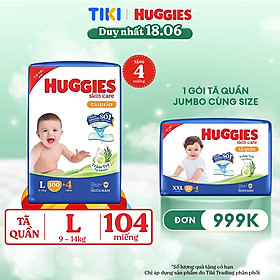 TIKI HUGGIES
Duy nhất 18.06
Tặng
4
miếng
HUGGIES
skin care
tã quần
L 100+4
TÃ
QUẦN
L
9 - 14kg
104
miếng
1 GÓI TÃ QUẦN
JUMBO CÙNG SIZE
HUGGIES
skin care
tã quần
XXL
ĐƠN 999K
*Số lượng quà tặng có hạn
Chỉ áp dụng sản phẩm do Tiki Trading phân phối